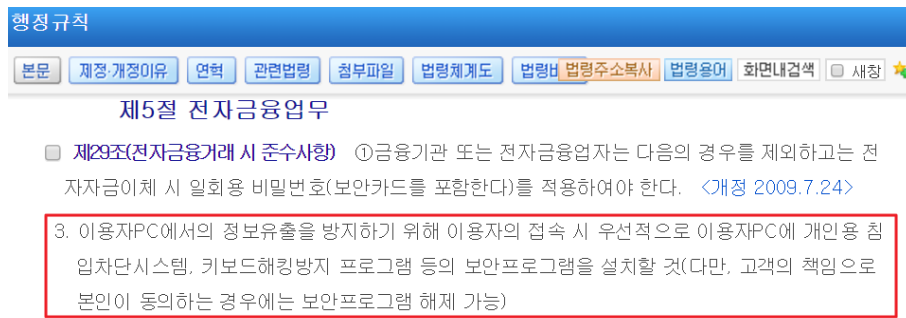 행정규칙
본문 제정·개정이유 연혁 관련법령 첨부파일 법령체계도 법령비 법령주소복사 법령용어 화면내검색 새창
제5절 전자금융업무
제29조(전자금융거래 시 준수사항) ①금융기관 또는 전자금융업자는 다음의 경우를 제외하고는 전
자자금이체 시 일회용 비밀번호(보안카드를 포함한다)를 적용하여야 한다. <개정 2009.7.24>
3. 이용자PC에서의 정보유출을 방지하기 위해 이용자의 접속 시 우선적으로 이용자PC에 개인용 침
입차단시스템, 키보드해킹방지 프로그램 등의 보안프로그램을 설치할 것(다만, 고객의 책임으로
본인이 동의하는 경우에는 보안프로그램 해제 가능)